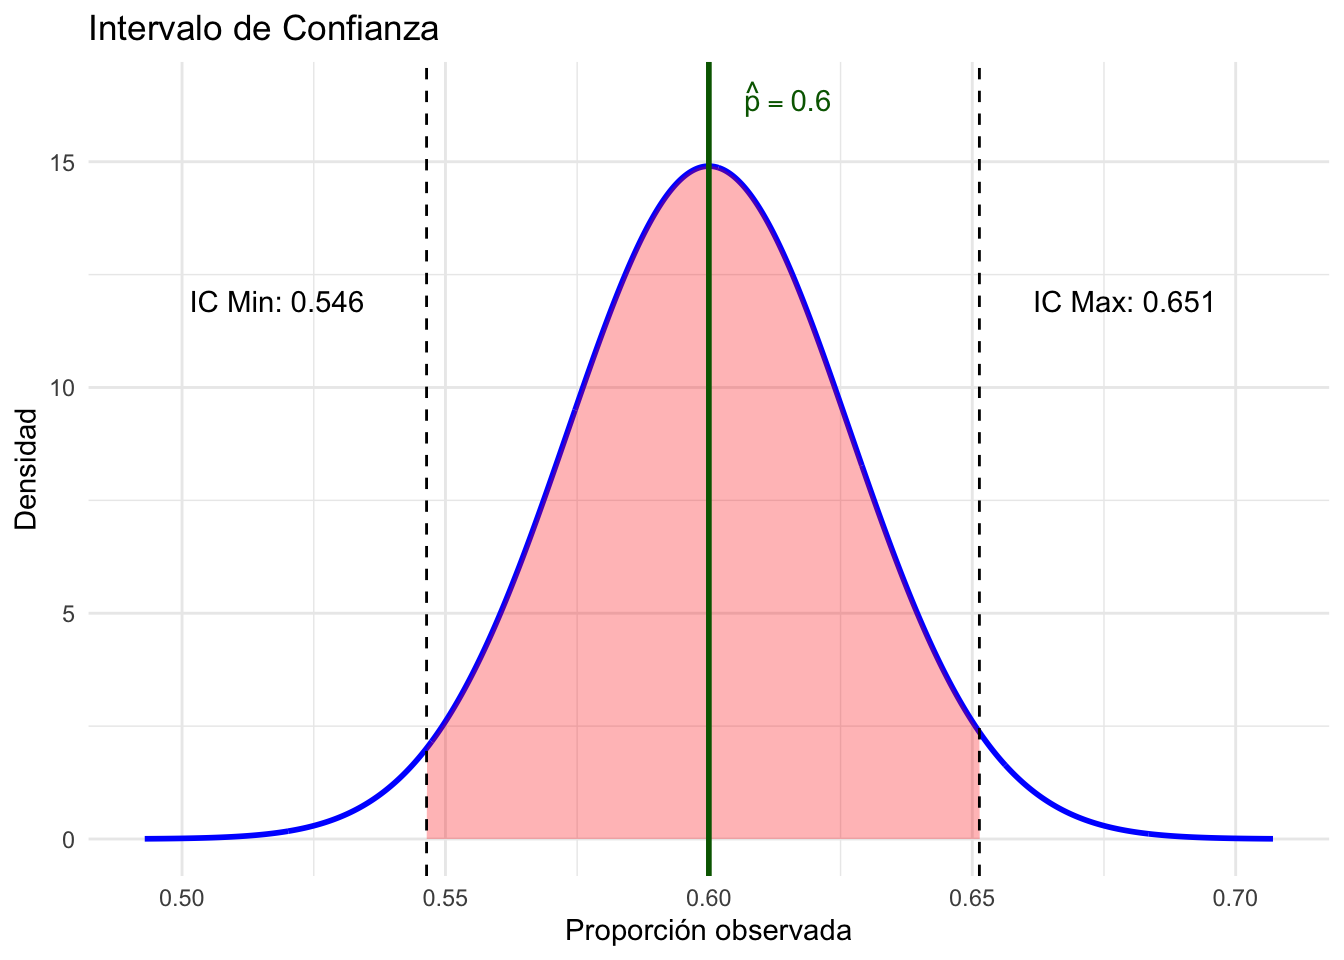 Intervalo de Confianza
p̂ = 0.6
15
IC Min: 0.546
IC Max: 0.651
10
Densidad
5
0
0.50
0.55
0.60
0.65
0.70
Proporción observada